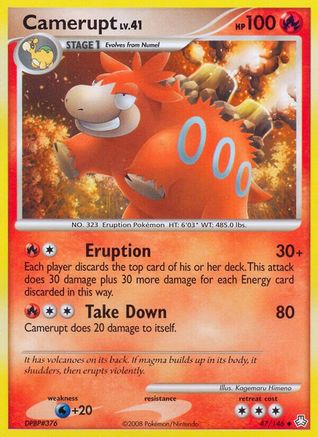 Camerupt LV.41 HP 100
STAGE 1 Evolves from Numel
NO. 323 Eruption Pokémon HT: 6'03" WT: 485.0 lbs.
Eruption 30+
Each player discards the top card of his or her deck. This attack
does 30 damage plus 30 more damage for each Energy card
discarded in this way.
Take Down 80
Camerupt does 20 damage to itself.
It has volcanoes on its back. If magma builds up in its body, it
shudders, then erupts violently.
Illus. Kagemaru Himeno
weakness resistance retreat cost
+20
DPBP#376 ©2008 Pokémon/Nintendo 47/146